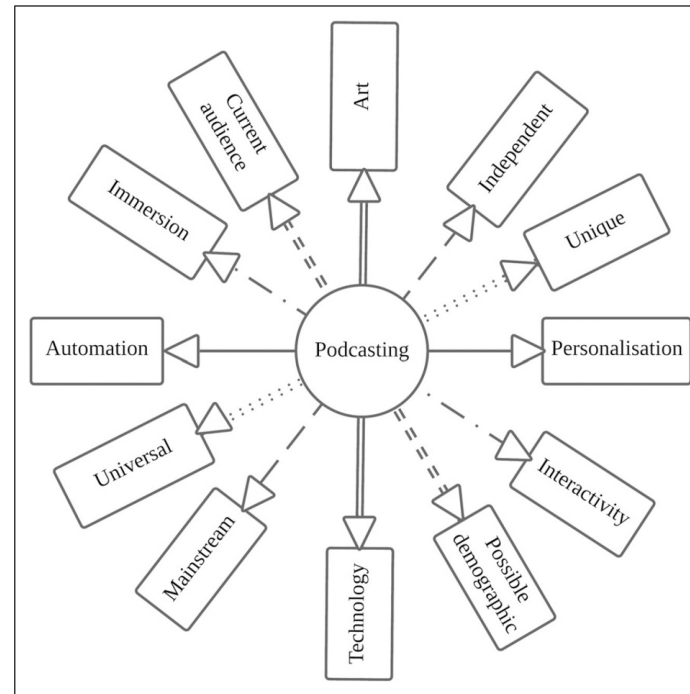 Art
Independent
Unique
Personalisation
Interactivity
Possible
demographic
Technology
Mainstream
Universal
Automation
Immersion
Current
audience
Podcasting